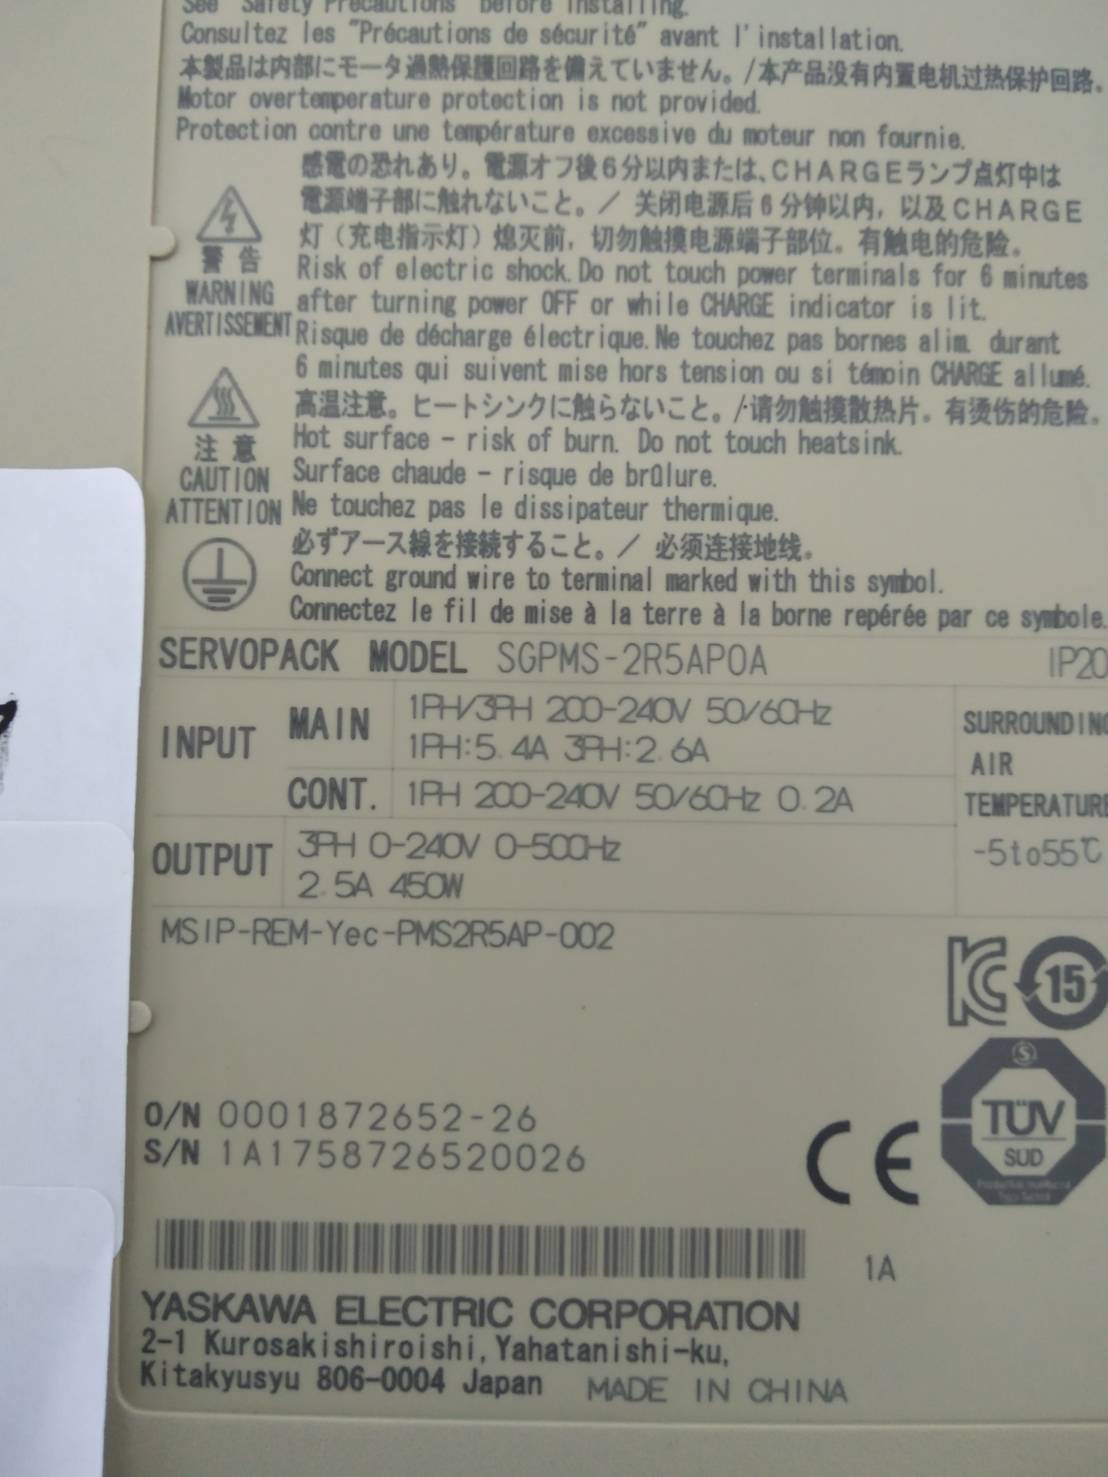 See "Safety Precautions" before installing.
Consultez les "Précautions de sécurité" avant l'installation.
本製品は内部にモータ過熱保護回路を備えていません。/本产品没有内置电机过热保护回路。
Motor overtemperature protection is not provided.
Protection contre une température excessive du moteur non fournie.
感電の恐れあり。電源オフ後6分以内または、CHARGEランプ点灯中は
電源端子部に触れないこと。/ 关闭电源后6分钟以内，以及CHARGE
灯（充电指示灯）熄灭前，切勿触摸电源端子部位。有触电的危险。
警告
WARNING
AVERTISSEMENT
Risk of electric shock. Do not touch power terminals for 6 minutes
after turning power OFF or while CHARGE indicator is lit.
Risque de décharge électrique. Ne touchez pas bornes alim. durant
6 minutes qui suivent mise hors tension ou si témoin CHARGE allumé.
高温注意。ヒートシンクに触らないこと。/请勿触摸散热片。有烫伤的危险。
注意
CAUTION
ATTENTION
Hot surface - risk of burn. Do not touch heatsink.
Surface chaude - risque de brûlure.
Ne touchez pas le dissipateur thermique.
必ずアース線を接続すること。/ 必须连接地线。
Connect ground wire to terminal marked with this symbol.
Connectez le fil de mise à la terre à la borne repérée par ce symbole.
SERVOPACK MODEL SGPMS-2R5AP0A IP20
INPUT MAIN 1PH/3PH 200-240V 50/60Hz
1PH:5.4A 3PH:2.6A
CONT. 1PH 200-240V 50/60Hz 0.2A
SURROUNDING
AIR
TEMPERATURE
-5to55℃
OUTPUT 3PH 0-240V 0-500Hz
2.5A 450W
MSIP-REM-Yec-PMS2R5AP-002
KC 15
TÜV
SUD
O/N 0001872652-26
S/N 1A1758726520026
CE
1A
YASKAWA ELECTRIC CORPORATION
2-1 Kurosakishiroishi, Yahatanishi-ku,
Kitakyusyu 806-0004 Japan MADE IN CHINA